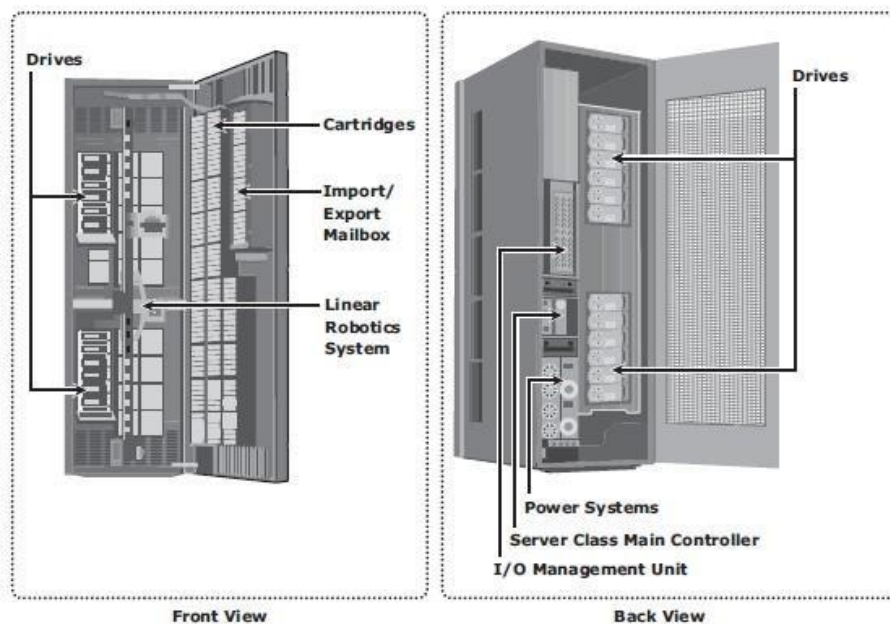 Drives
Cartridges
Import/
Export
Mailbox
Linear
Robotics
System
Front View
Drives
Power Systems
Server Class Main Controller
I/O Management Unit
Back View